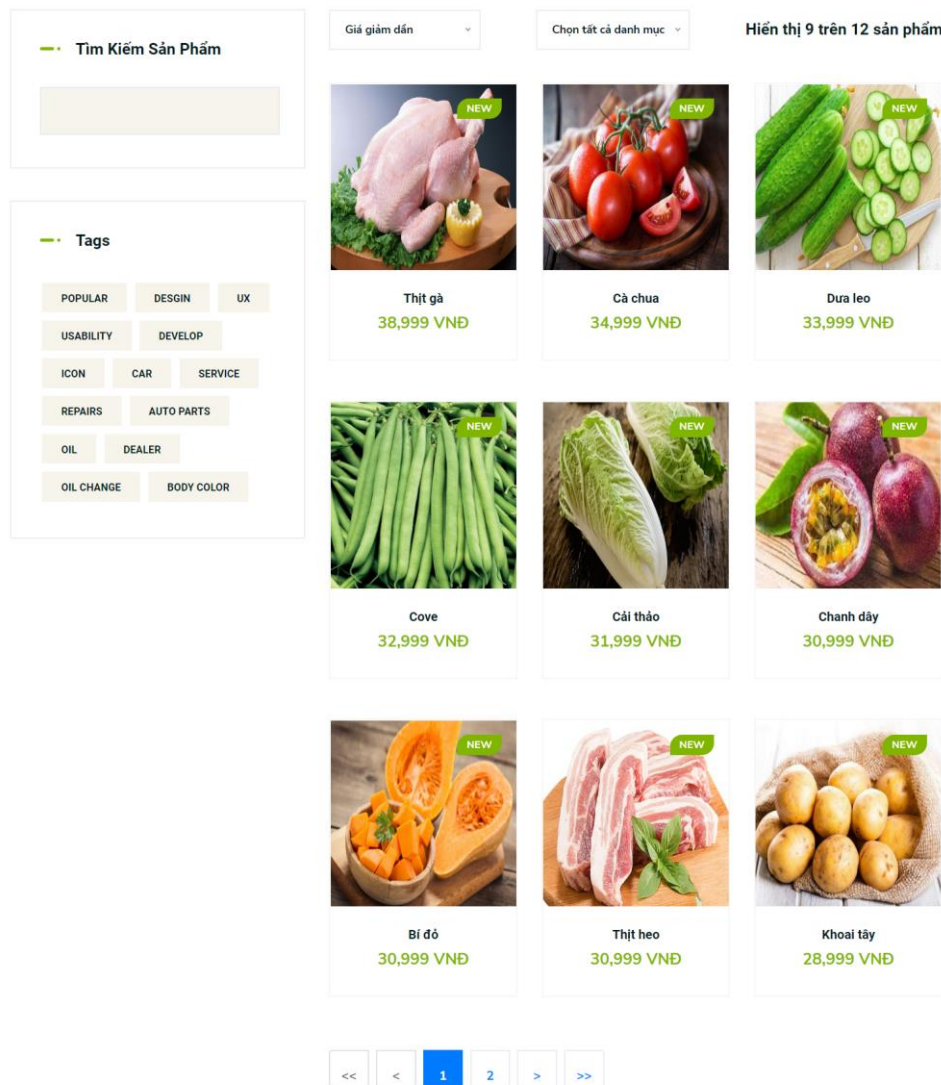 Tìm Kiếm Sản Phẩm
Tags
POPULAR DESGIN UX
USABILITY DEVELOP
ICON CAR SERVICE
REPAIRS AUTO PARTS
OIL DEALER
OIL CHANGE BODY COLOR
Giá giảm dần
Chọn tất cả danh mục
Hiển thị 9 trên 12 sản phẩm
NEW
NEW
NEW
Thịt gà
38,999 VNĐ
Cà chua
34,999 VNĐ
Dưa leo
33,999 VNĐ
NEW
NEW
NEW
Cove
32,999 VNĐ
Cải thảo
31,999 VNĐ
Chanh dây
30,999 VNĐ
NEW
NEW
NEW
Bí đỏ
30,999 VNĐ
Thịt heo
30,999 VNĐ
Khoai tây
28,999 VNĐ
<< < 1 2 > >>